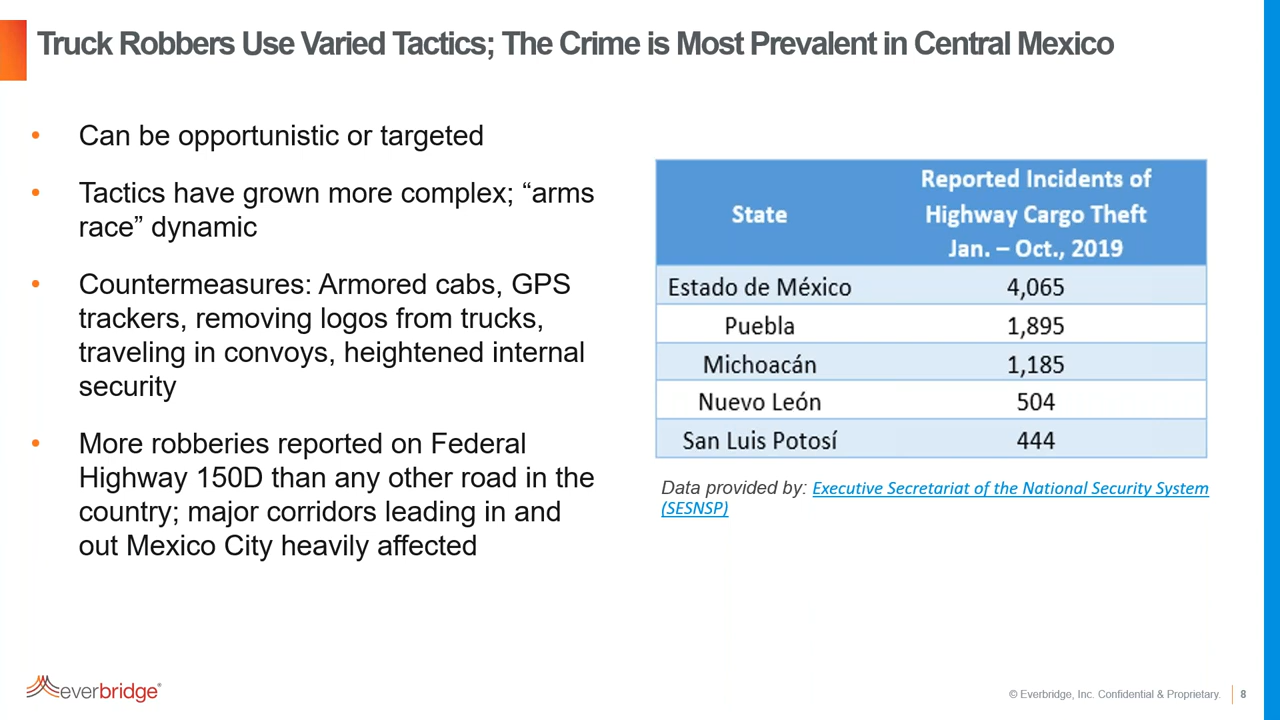 Truck Robbers Use Varied Tactics; The Crime is Most Prevalent in Central Mexico
• Can be opportunistic or targeted
• Tactics have grown more complex; “arms
race” dynamic
• Countermeasures: Armored cabs, GPS
trackers, removing logos from trucks,
traveling in convoys, heightened internal
security
• More robberies reported on Federal
Highway 150D than any other road in the
country; major corridors leading in and
out Mexico City heavily affected
State
Reported Incidents of
Highway Cargo Theft
Jan. – Oct., 2019
Estado de México 4,065
Puebla 1,895
Michoacán 1,185
Nuevo León 504
San Luis Potosí 444
Data provided by: Executive Secretariat of the National Security System
(SESNSP)
everbridge®
© Everbridge, Inc. Confidential & Proprietary. 8